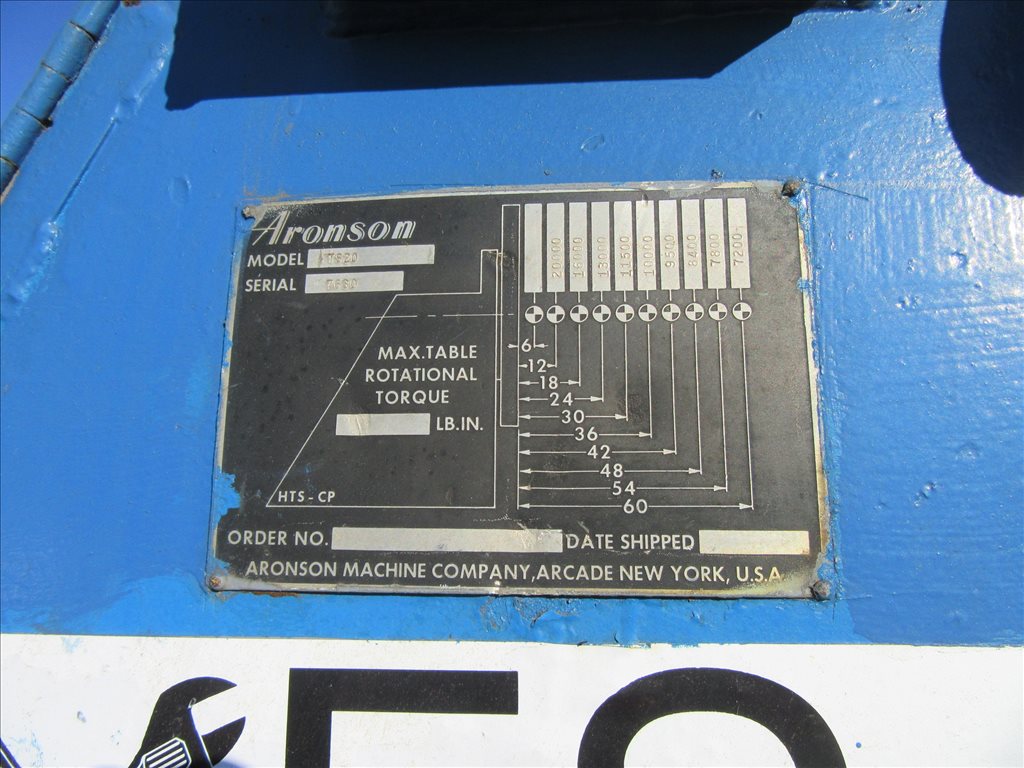 Aronson
MODEL
SERIAL
20000
16000
13000
11500
10000
9500
8400
7800
7200
6
12
18
24
30
36
42
48
54
60
MAX. TABLE
ROTATIONAL
TORQUE
LB.IN.
HTS - CP
ORDER NO. DATE SHIPPED
ARONSON MACHINE COMPANY, ARCADE NEW YORK, U.S.A